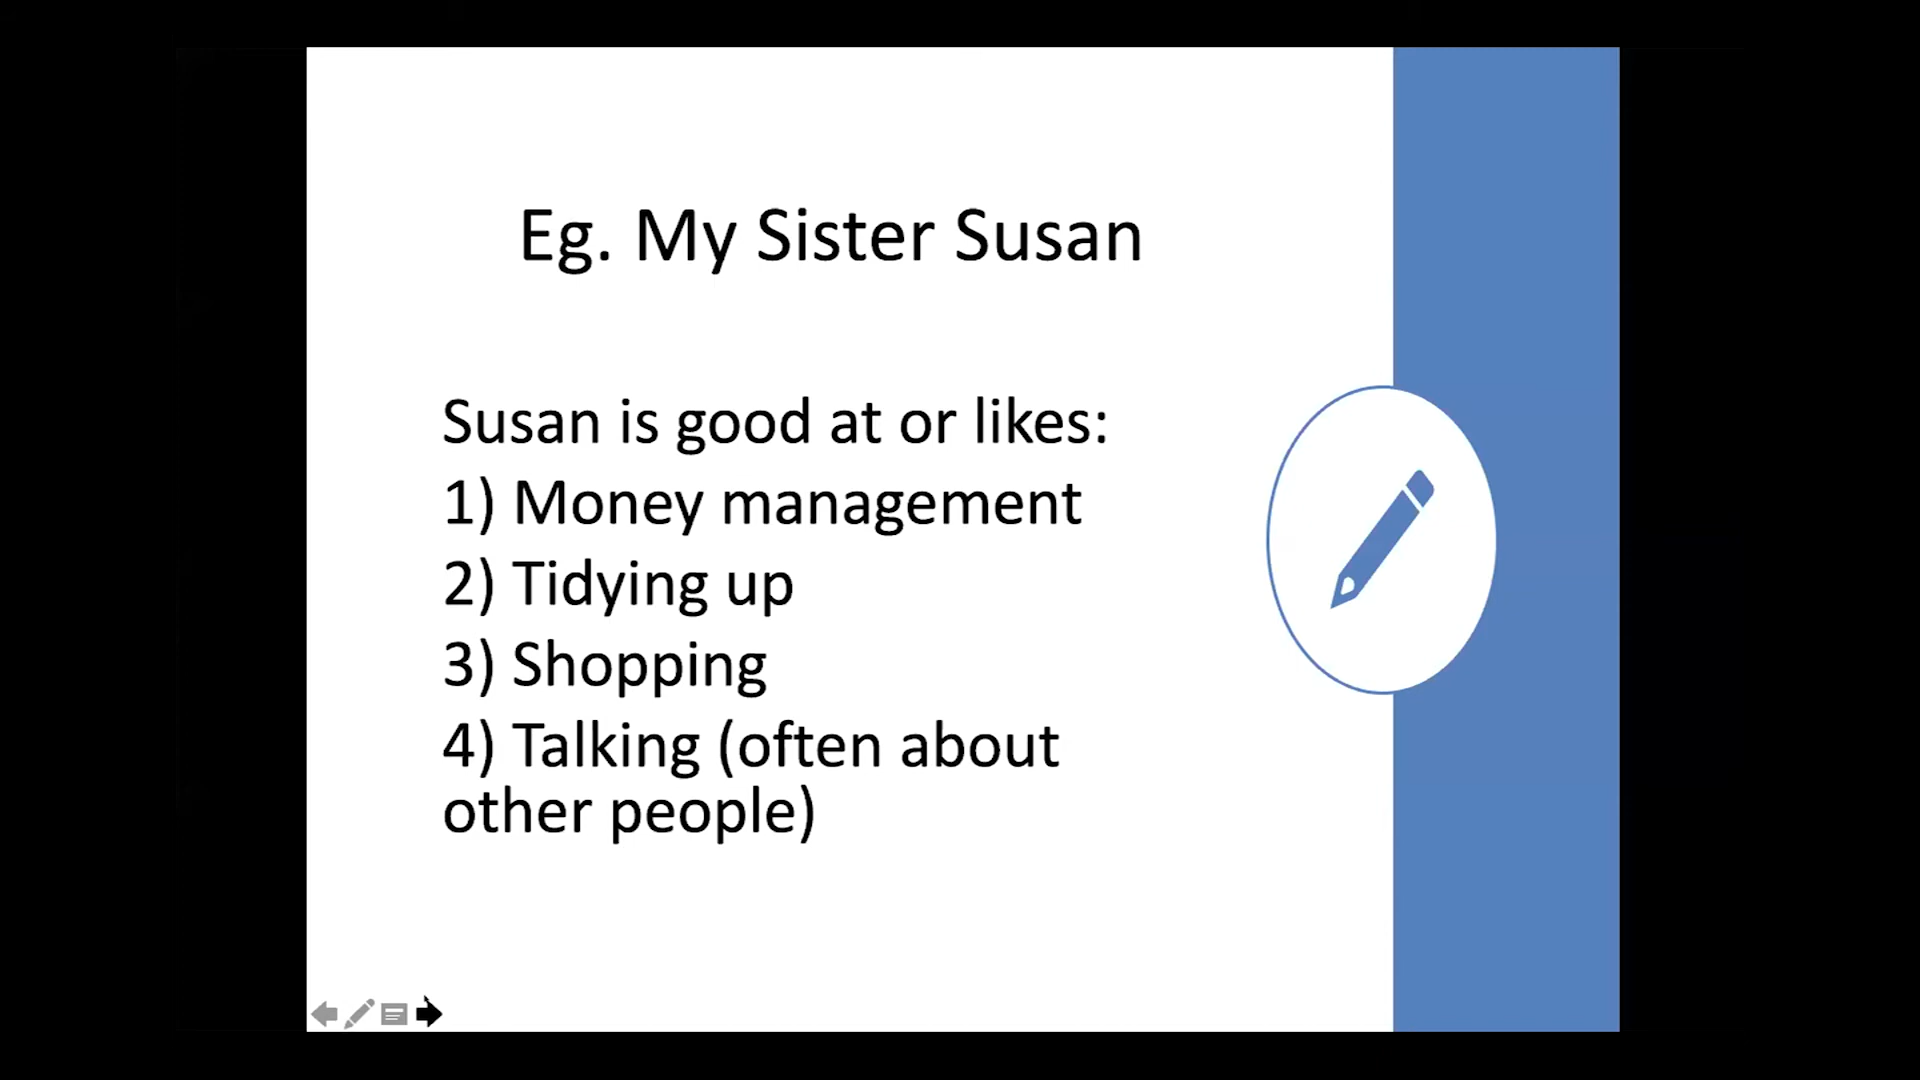 Eg. My Sister Susan
Susan is good at or likes:
1) Money management
2) Tidying up
3) Shopping
4) Talking (often about
other people)